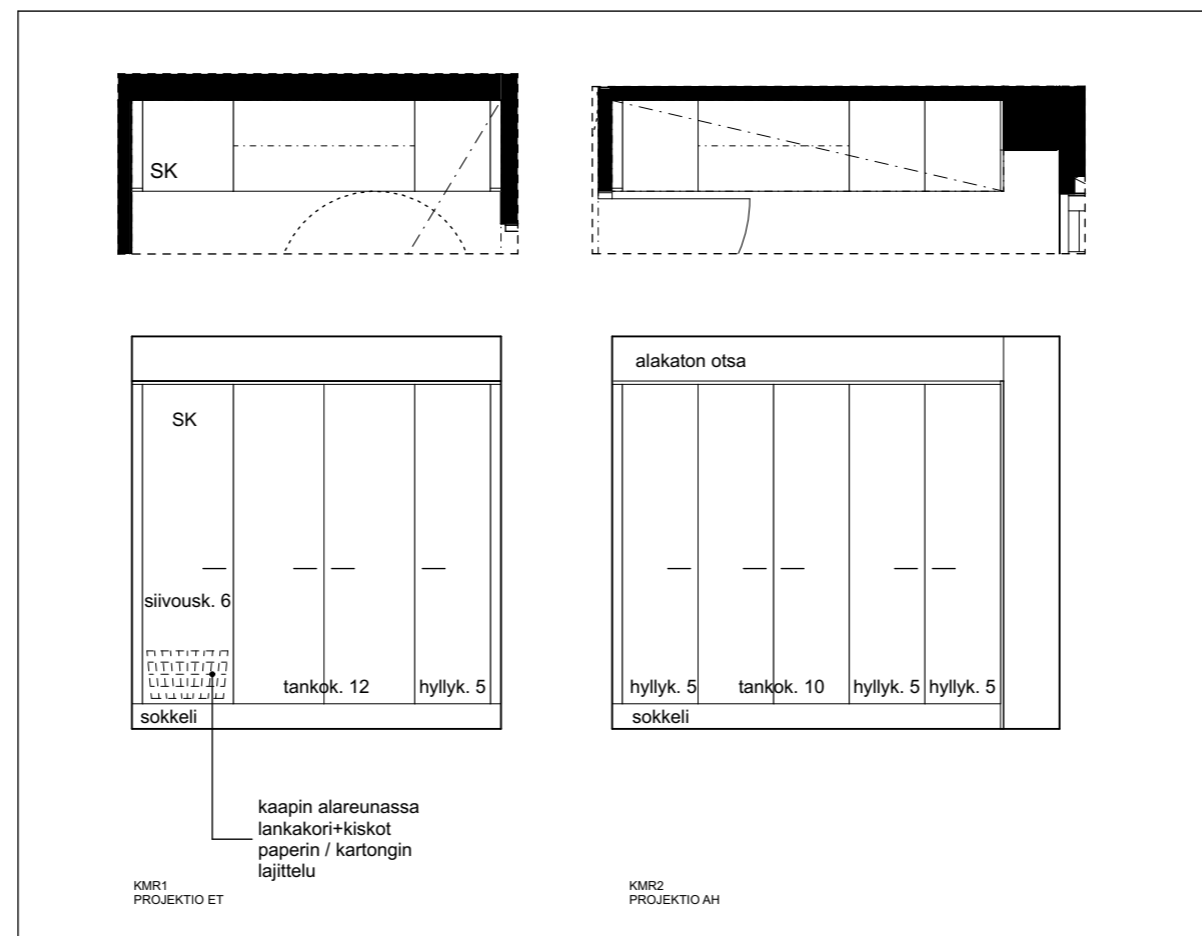 SK
alakaton otsa
SK
siivousk. 6
tankok. 12
hyllyk. 5
hyllyk. 5
tankok. 10
hyllyk. 5
hyllyk. 5
sokkeli
sokkeli
kaapin alareunassa
lankakori+kiskot
paperin / kartongin
lajittelu
KMR1
PROJEKTIO ET
KMR2
PROJEKTIO AH